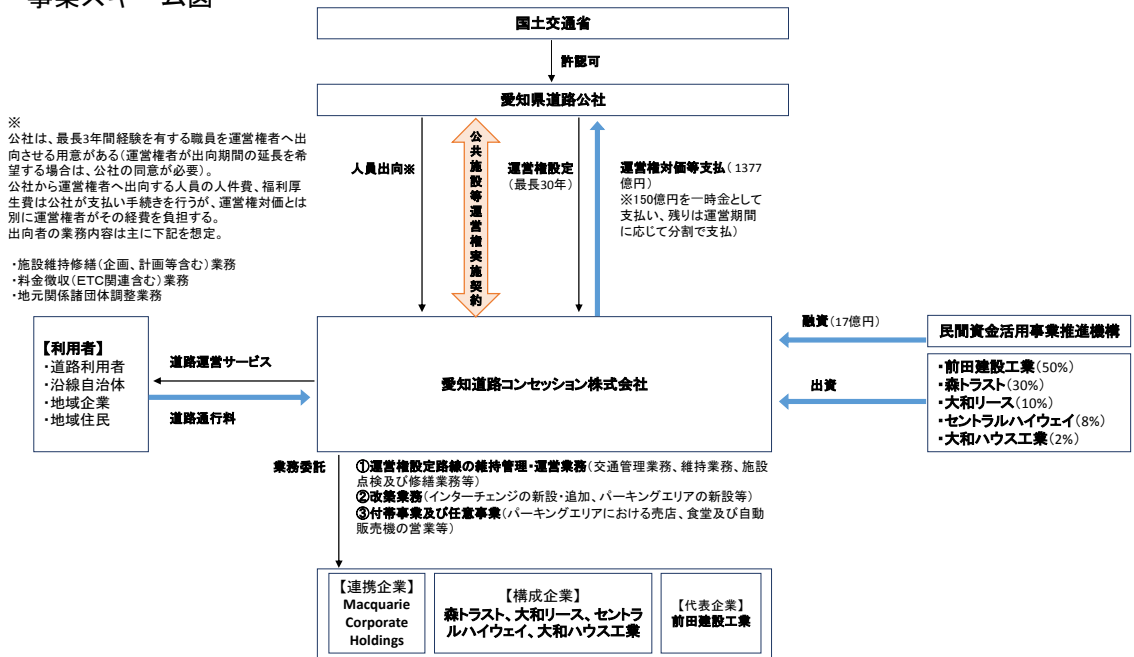 事業スキーム図
国土交通省
許認可
愛知県道路公社
※
公社は、最長3年間経験を有する職員を運営権者へ出
向させる用意がある(運営権者が出向期間の延長を希
望する場合は、公社の同意が必要)。
公社から運営権者へ出向する人員の人件費、福利厚
生費は公社が支払い手続きを行うが、運営権対価とは
別に運営権者がその経費を負担する。
出向者の業務内容は主に下記を想定。
・施設維持修繕(企画、計画等含む)業務
・料金徴収(ETC関連含む)業務
・地元関係諸団体調整業務
人員出向※
公共施設等運営権実施契約
運営権設定
(最長30年)
運営権対価等支払(1377
億円)
※150億円を一時金として
支払い、残りは運営期間
に応じて分割で支払)
【利用者】
・道路利用者
・沿線自治体
・地域企業
・地域住民
道路運営サービス
道路通行料
愛知道路コンセッション株式会社
融資(17億円)
民間資金活用事業推進機構
出資
・前田建設工業(50%)
・森トラスト(30%)
・大和リース(10%)
・セントラルハイウェイ(8%)
・大和ハウス工業(2%)
業務委託
①運営権設定路線の維持管理・運営業務(交通管理業務、維持業務、施設
点検及び修繕業務等)
②改築業務(インターチェンジの新設・追加、パーキングエリアの新設等)
③付帯事業及び任意事業(パーキングエリアにおける売店、食堂及び自動
販売機の営業等)
【連携企業】
Macquarie
Corporate
Holdings
【構成企業】
森トラスト、大和リース、セントラ
ルハイウェイ、大和ハウス工業
【代表企業】
前田建設工業